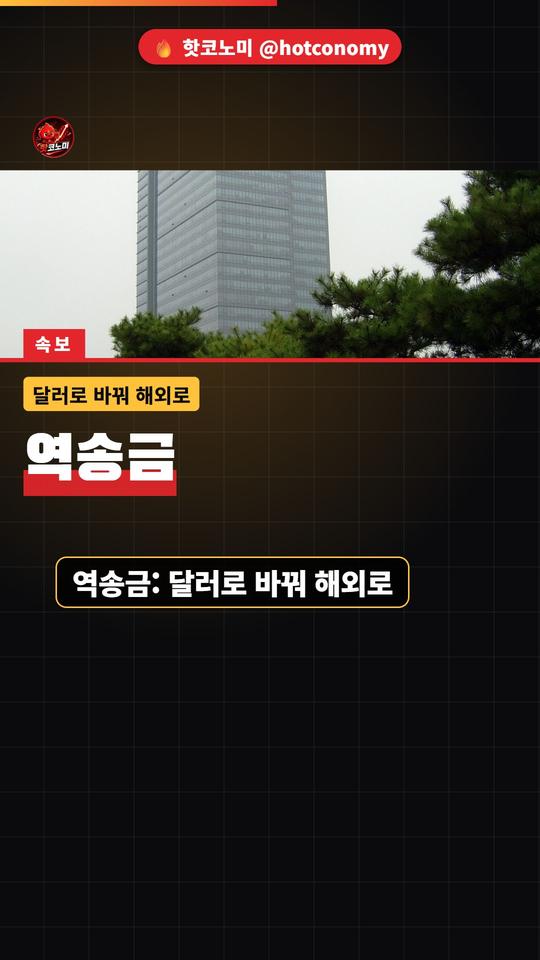 핫코노미 @hotconomy
핫코노미
속보
달러로 바꿔 해외로
역송금
역송금: 달러로 바꿔 해외로